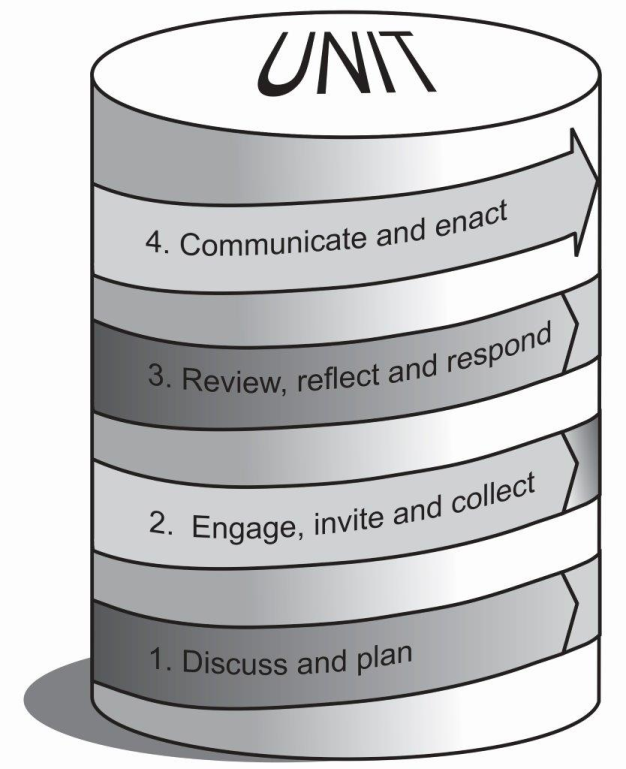 UNIT
4. Communicate and enact
3. Review, reflect and respond
2. Engage, invite and collect
1. Discuss and plan